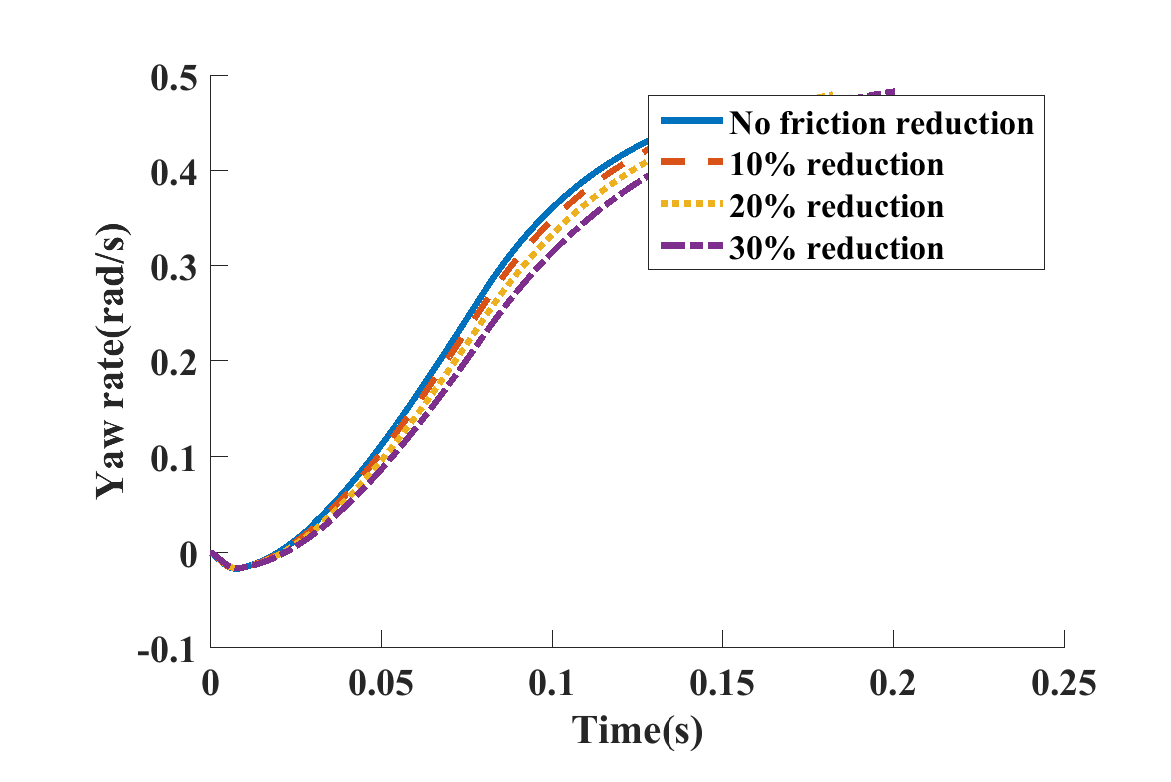 0.5
0.4
0.3
0.2
0.1
0
-0.1
Yaw rate(rad/s)
No friction reduction
10% reduction
20% reduction
30% reduction
0 0.05 0.1 0.15 0.2 0.25
Time(s)